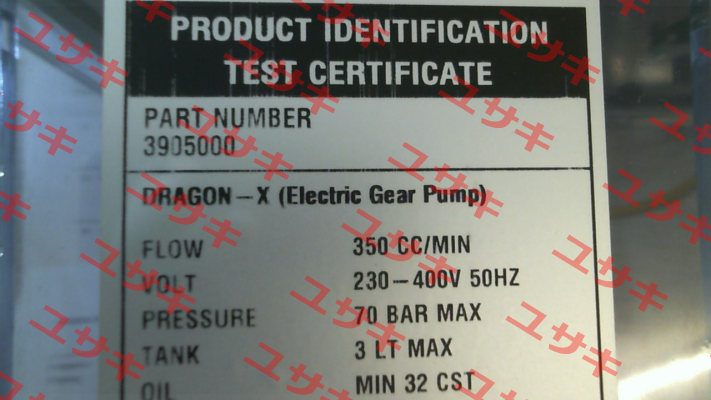 PRODUCT IDENTIFICATION
TEST CERTIFICATE
PART NUMBER
3905000
DRAGON-X (Electric Gear Pump)
FLOW 350 CC/MIN
VOLT 230-400V 50HZ
PRESSURE 70 BAR MAX
TANK 3 LT MAX
OIL MIN 32 CST
ユサキ